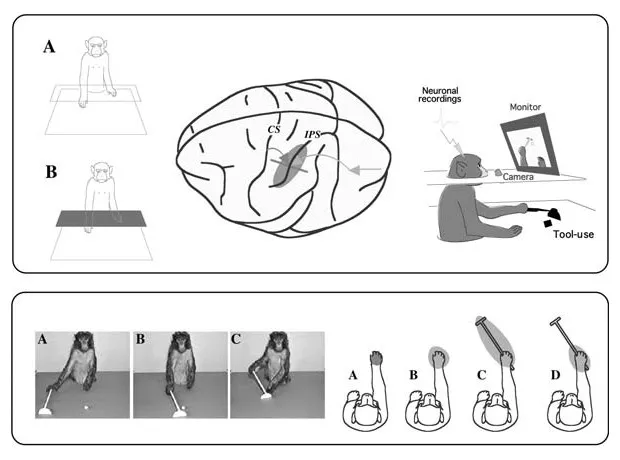 A
B
CS
IPS
Neuronal
recordings
Monitor
Camera
Tool-use
A
B
C
A
B
C
D